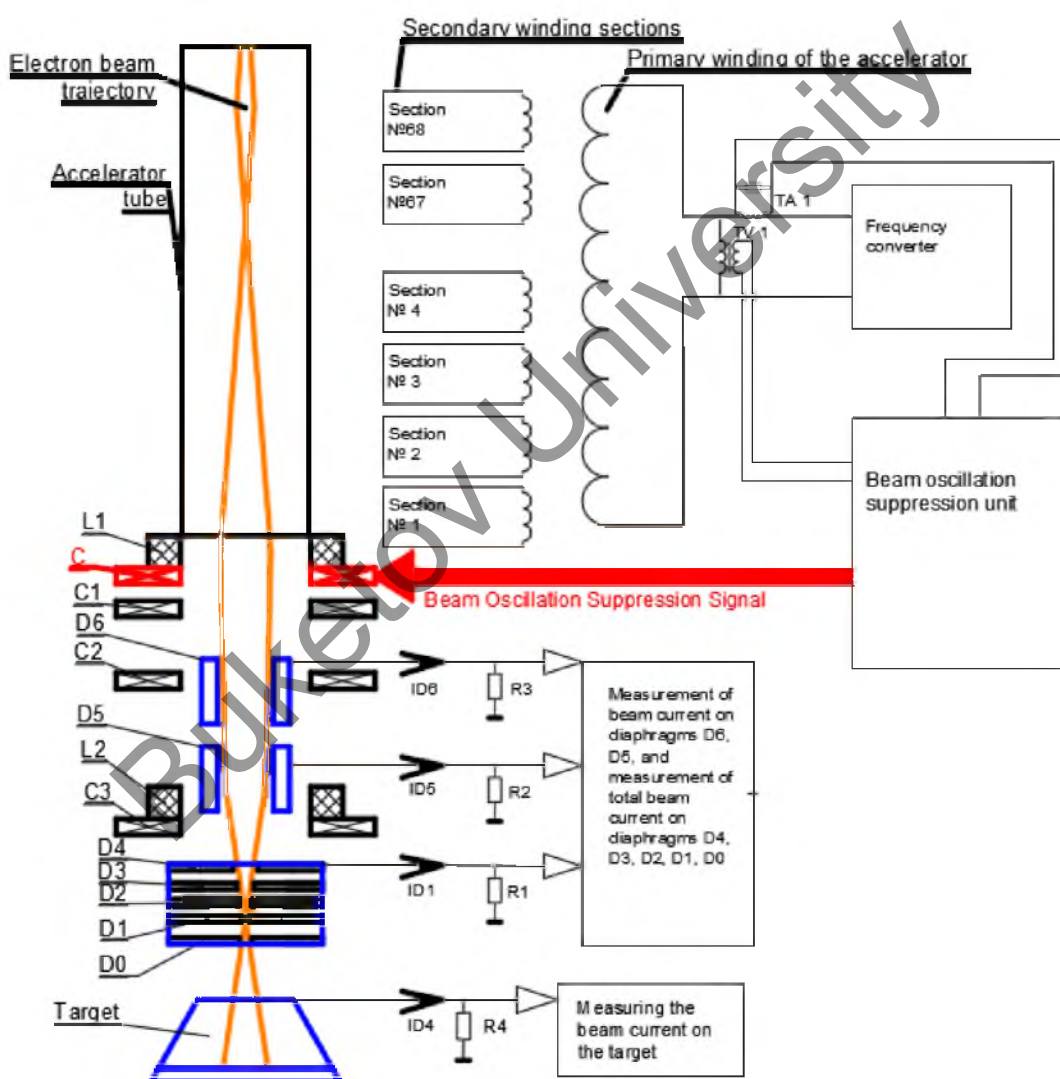 Secondary winding sections
Primary winding of the accelerator
Electron beam
traiectory
Accelerator
tube
Section
№68
Section
№67
Section
№ 4
Section
№ 3
Section
№ 2
Section
№ 1
TA 1
TV 1
Frequency
converter
Beam oscillation
suppression unit
L1
C
Beam Oscillation Suppression Signal
C1
D6
C2
D5
L2
C3
D4
D3
D2
D1
D0
Target
ID6
R3
ID5
R2
ID1
R1
ID4
R4
Measurement of
beam current on
diaphragms D6,
D5, and
measurement of
total beam
current on
diaphragms D4,
D3, D2, D1, D0
Measuring the
beam current on
the target
Buketov University